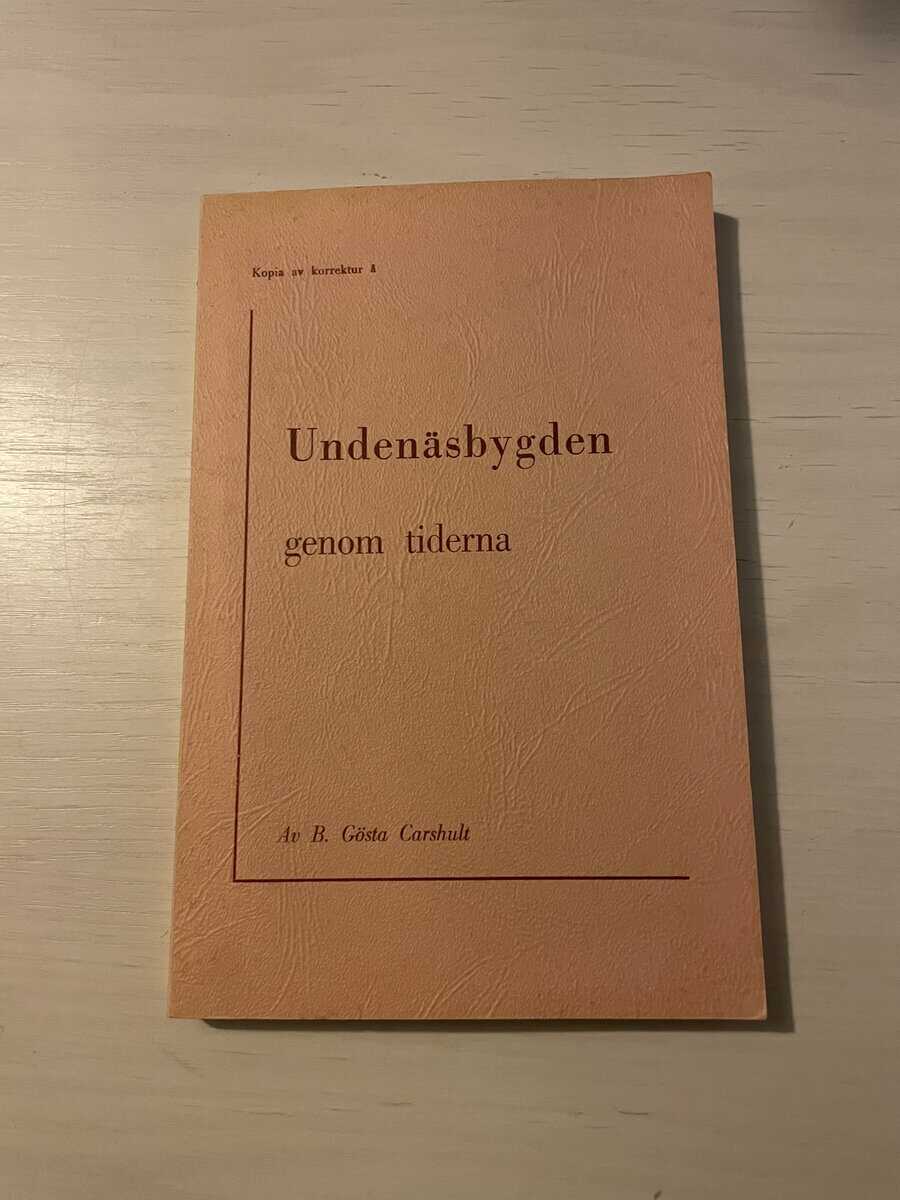 Kopia av korrektur å
Undenäsbygden
genom tiderna
Av B. Gösta Carshult